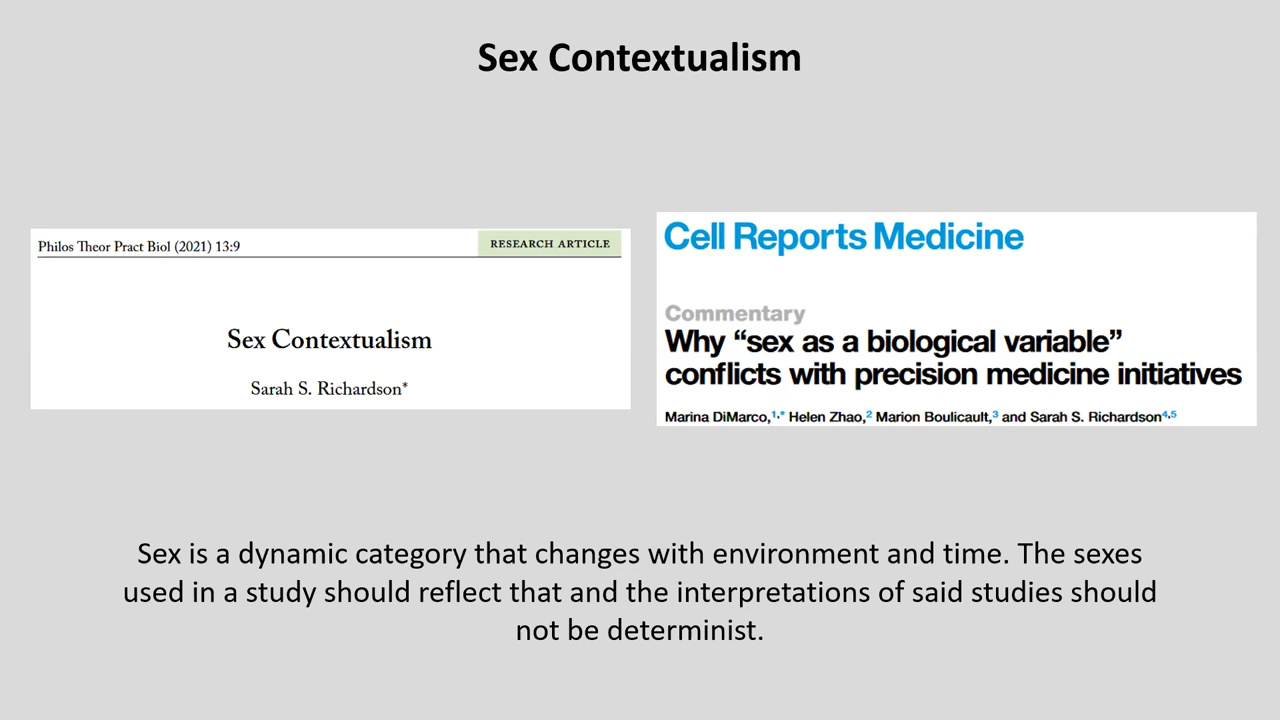 Sex Contextualism
Philos Theor Pract Biol (2021) 13:9
RESEARCH ARTICLE
Sex Contextualism
Sarah S. Richardson*
Cell Reports Medicine
Commentary
Why “sex as a biological variable”
conflicts with precision medicine initiatives
Marina DiMarco,1,* Helen Zhao,2 Marion Boulicault,3 and Sarah S. Richardson4,5
Sex is a dynamic category that changes with environment and time. The sexes
used in a study should reflect that and the interpretations of said studies should
not be determinist.